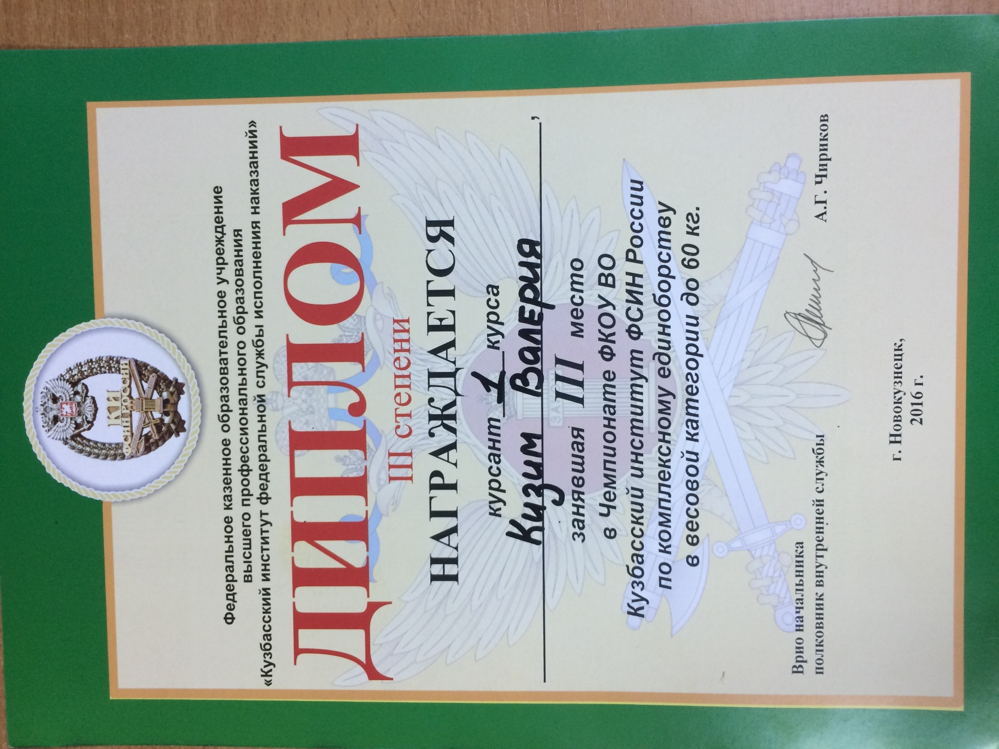 КИ
ФСИН РОССИИ
Федеральное казенное образовательное учреждение
высшего профессионального образования
«Кузбасский институт федеральной службы исполнения наказаний»
ДИПЛОМ
III степени
НАГРАЖДАЕТСЯ
курсант 1 курса
Кизим Валерия,
занявшая III место
в Чемпионате ФКОУ ВО
Кузбасский институт ФСИН России
по комплексному единоборству
в весовой категории до 60 кг.
Врио начальника
полковник внутренней службы А.Г. Чириков
г. Новокузнецк,
2016 г.